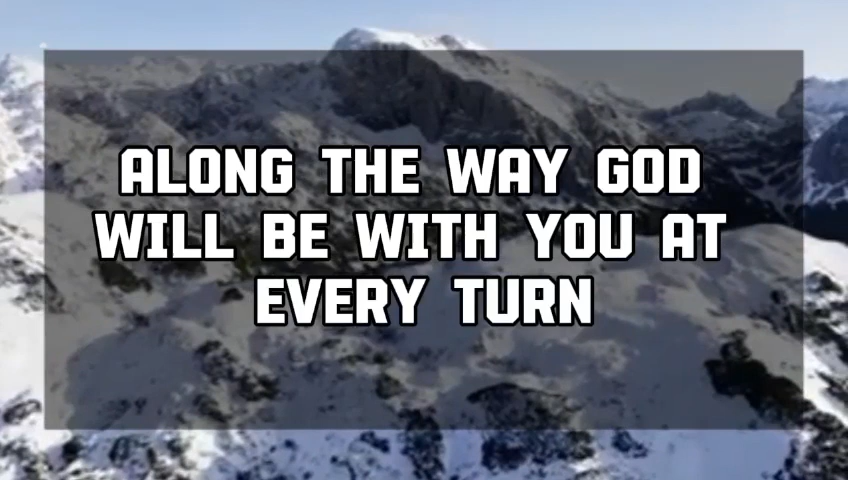 ALONG THE WAY GOD
WILL BE WITH YOU AT
EVERY TURN